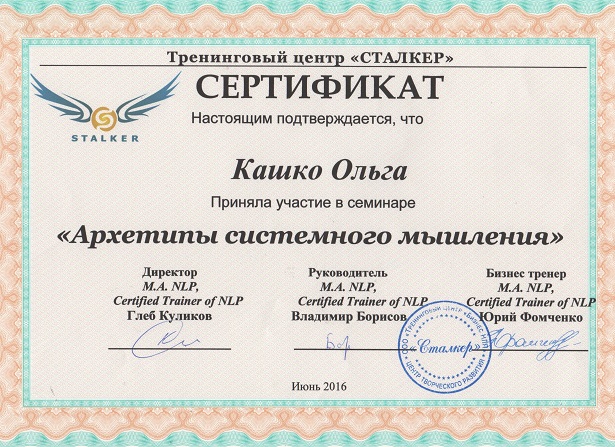 Тренинговый центр «СТАЛКЕР»
СЕРТИФИКАТ
STALKER
Настоящим подтверждается, что
Кашко Ольга
Приняла участие в семинаре
«Архетипы системного мышления»
Директор
M.A. NLP,
Certified Trainer of NLP
Глеб Куликов
Руководитель
M.A. NLP,
Certified Trainer of NLP
Владимир Борисов
Бизнес тренер
M.A. NLP,
Certified Trainer of NLP
Юрий Фомченко
ООО «ТРЕНИНГОВЫЙ ЦЕНТР «БИЗНЕС НЛП
«Сталкер»
ЦЕНТР ТВОРЧЕСКОГО РАЗВИТИЯ
Июнь 2016